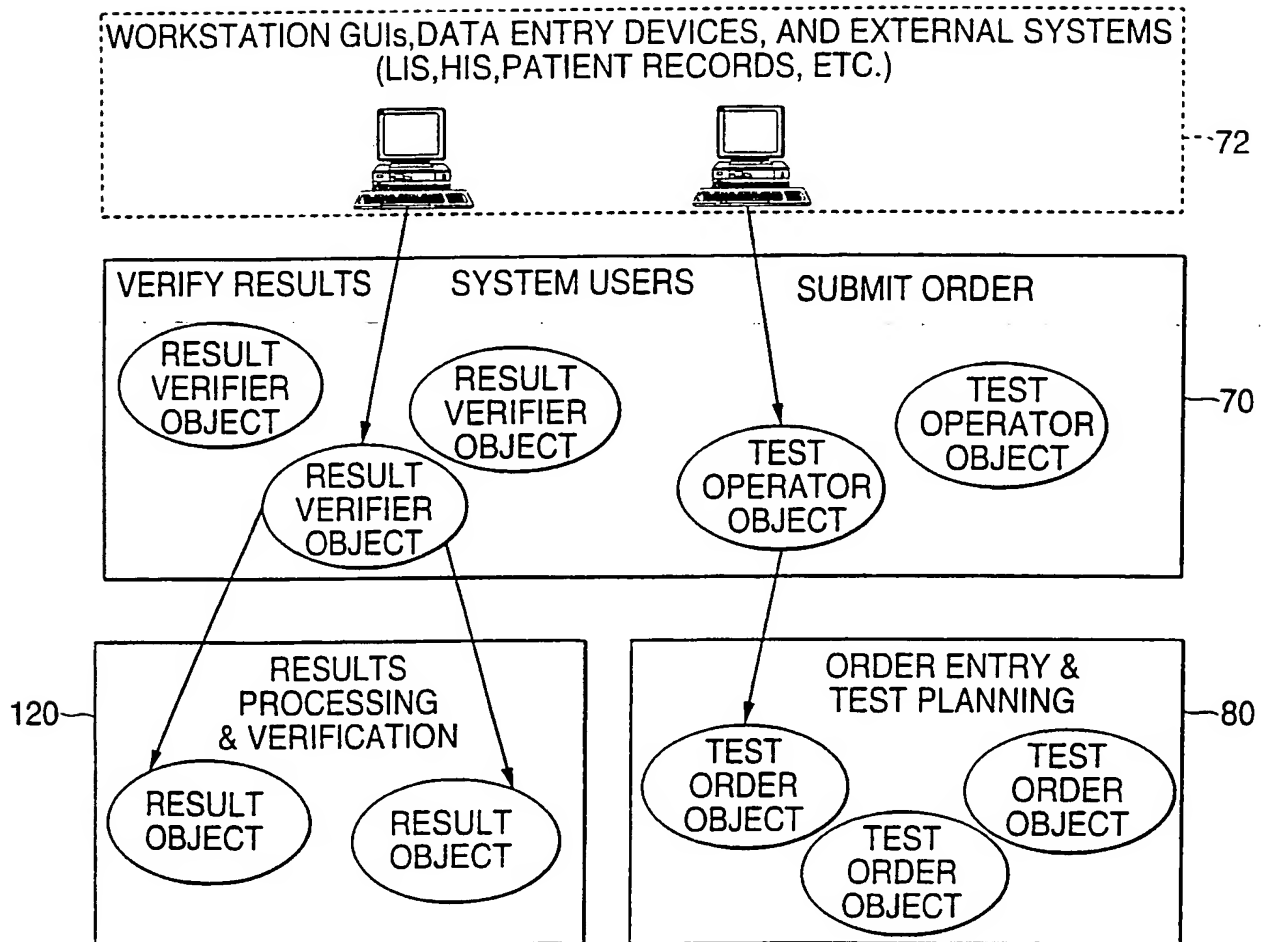 WORKSTATION GUIs,DATA ENTRY DEVICES, AND EXTERNAL SYSTEMS
(LIS,HIS,PATIENT RECORDS, ETC.)
72
VERIFY RESULTS
SYSTEM USERS
SUBMIT ORDER
RESULT
VERIFIER
OBJECT
RESULT
VERIFIER
OBJECT
RESULT
VERIFIER
OBJECT
TEST
OPERATOR
OBJECT
TEST
OPERATOR
OBJECT
70
RESULTS
PROCESSING
& VERIFICATION
120
RESULT
OBJECT
RESULT
OBJECT
ORDER ENTRY &
TEST PLANNING
80
TEST
ORDER
OBJECT
TEST
ORDER
OBJECT
TEST
ORDER
OBJECT